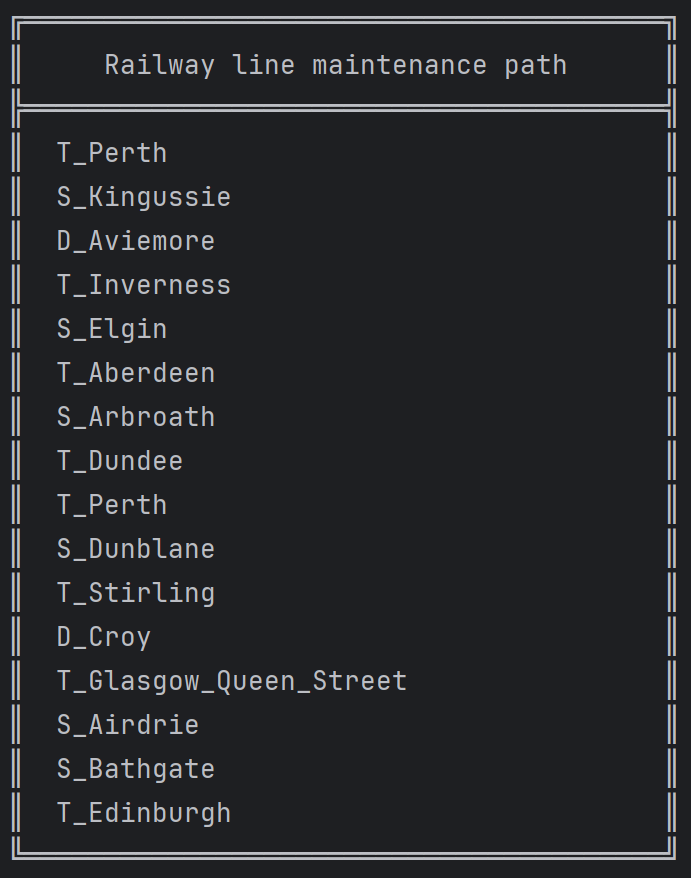 Railway line maintenance path
T_Perth
S_Kingussie
D_Aviemore
T_Inverness
S_Elgin
T_Aberdeen
S_Arbroath
T_Dundee
T_Perth
S_Dunblane
T_Stirling
D_Croy
T_Glasgow_Queen_Street
S_Airdrie
S_Bathgate
T_Edinburgh